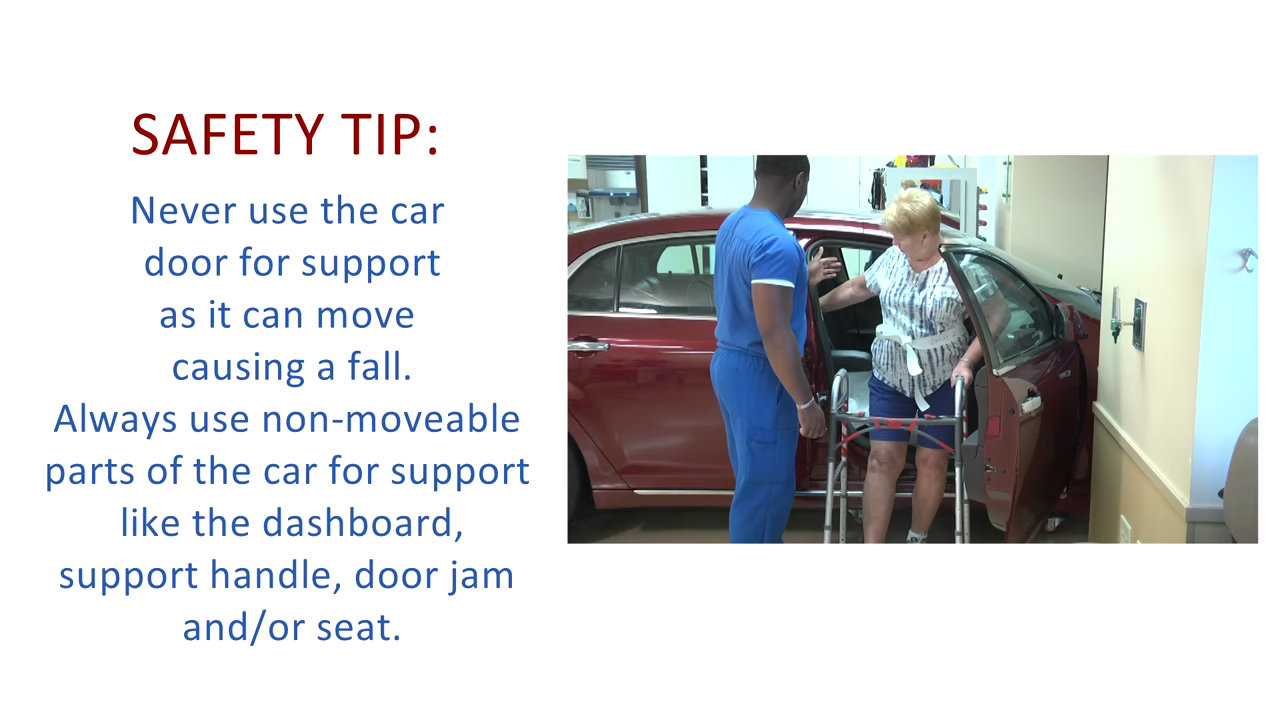 SAFETY TIP:
Never use the car
door for support
as it can move
causing a fall.
Always use non-moveable
parts of the car for support
like the dashboard,
support handle, door jam
and/or seat.